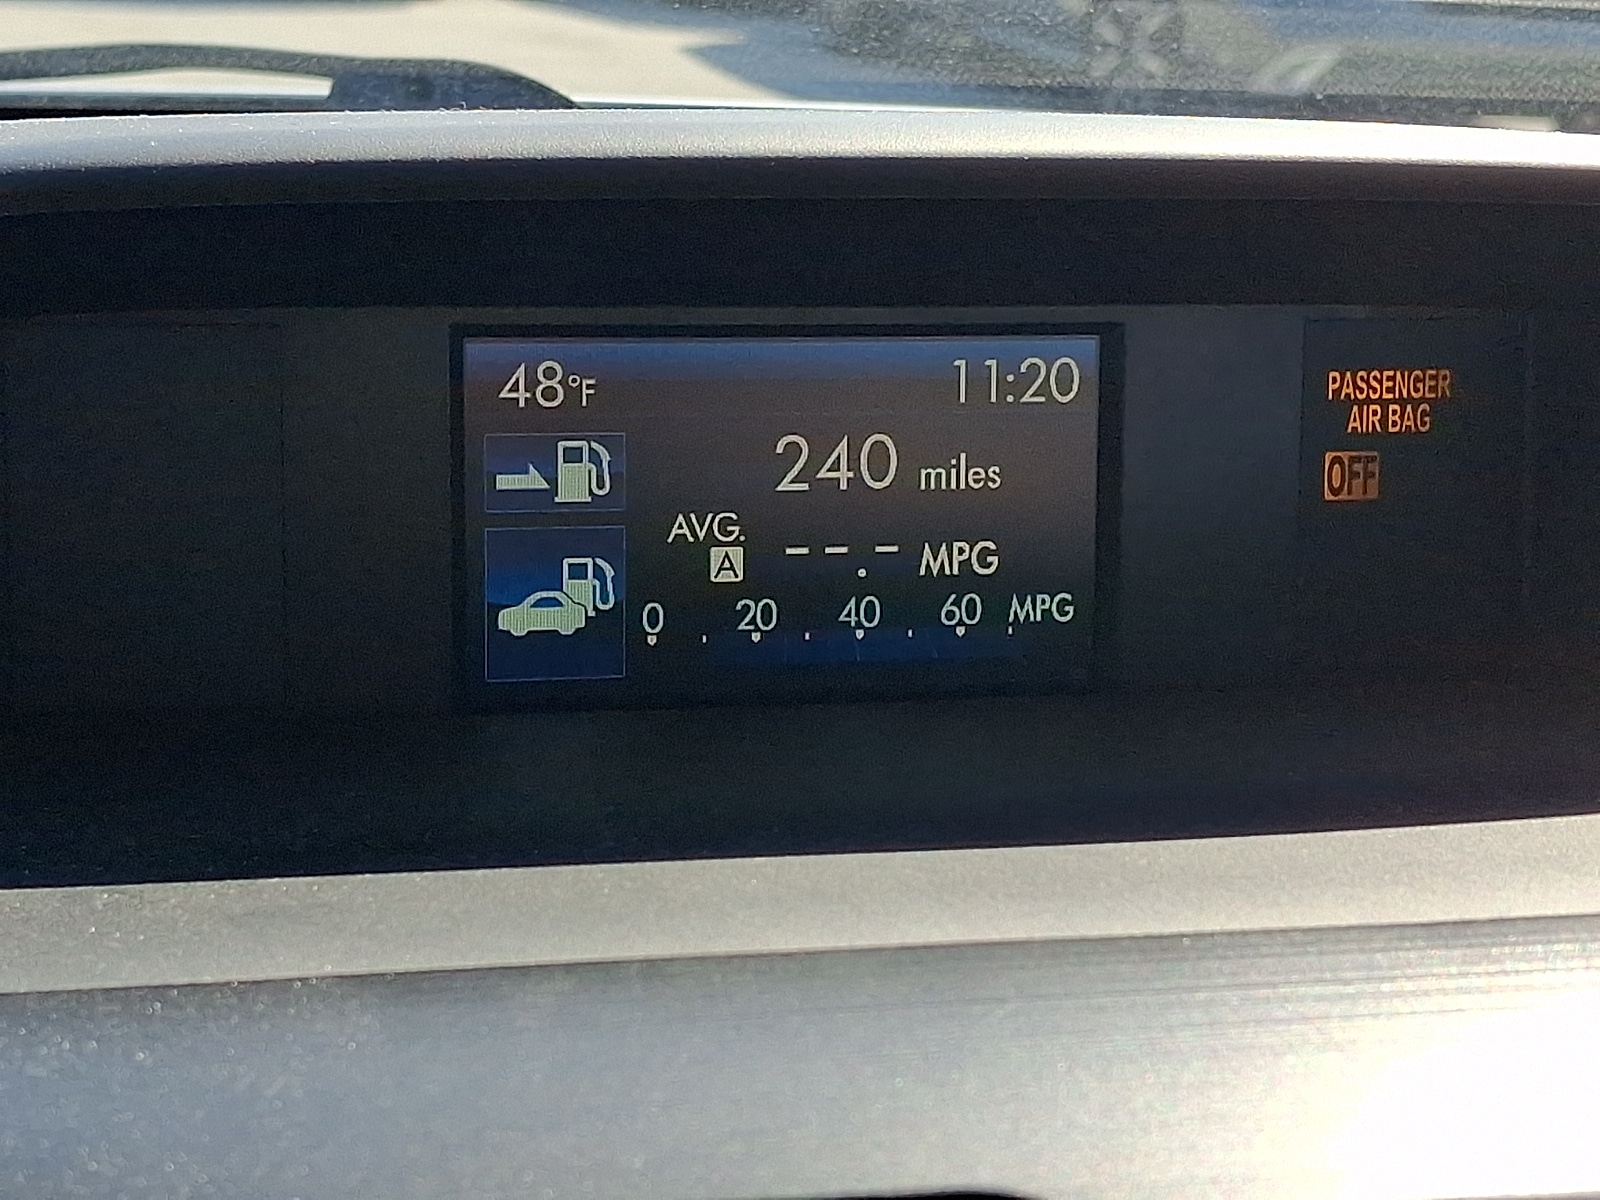 48°F 11:20
240 miles
AVG.
A --.- MPG
0 20 40 60 MPG
PASSENGER
AIR BAG
OFF